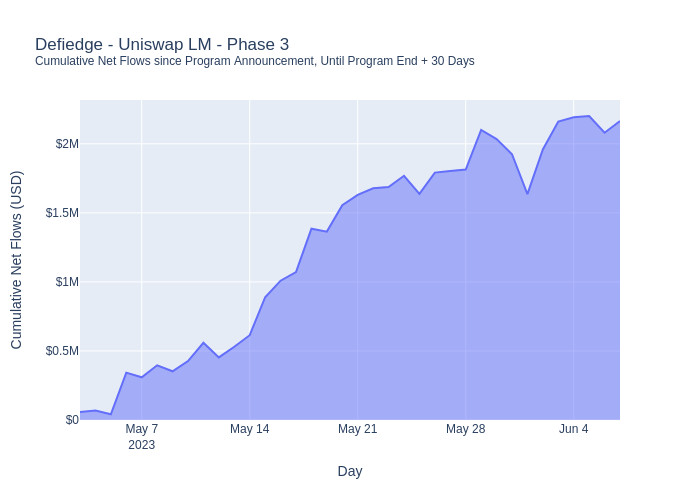 Defiedge - Uniswap LM - Phase 3
Cumulative Net Flows since Program Announcement, Until Program End + 30 Days
Cumulative Net Flows (USD)
$2M
$1.5M
$1M
$0.5M
$0
May 7
2023
May 14
May 21
May 28
Jun 4
Day